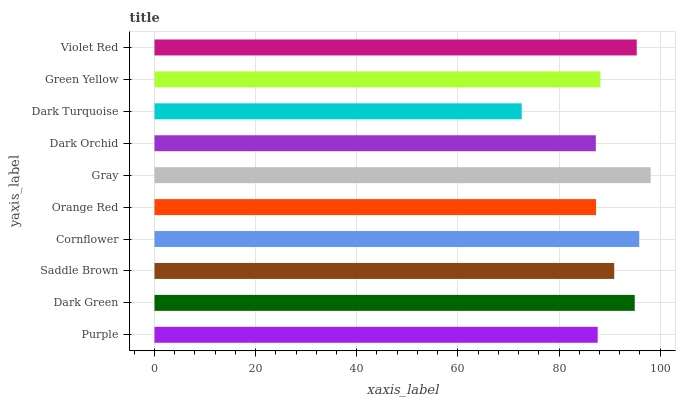 title
Violet Red
Green Yellow
Dark Turquoise
Dark Orchid
Gray
Orange Red
Cornflower
Saddle Brown
Dark Green
Purple
yaxis_label
0 20 40 60 80 100
xaxis_label